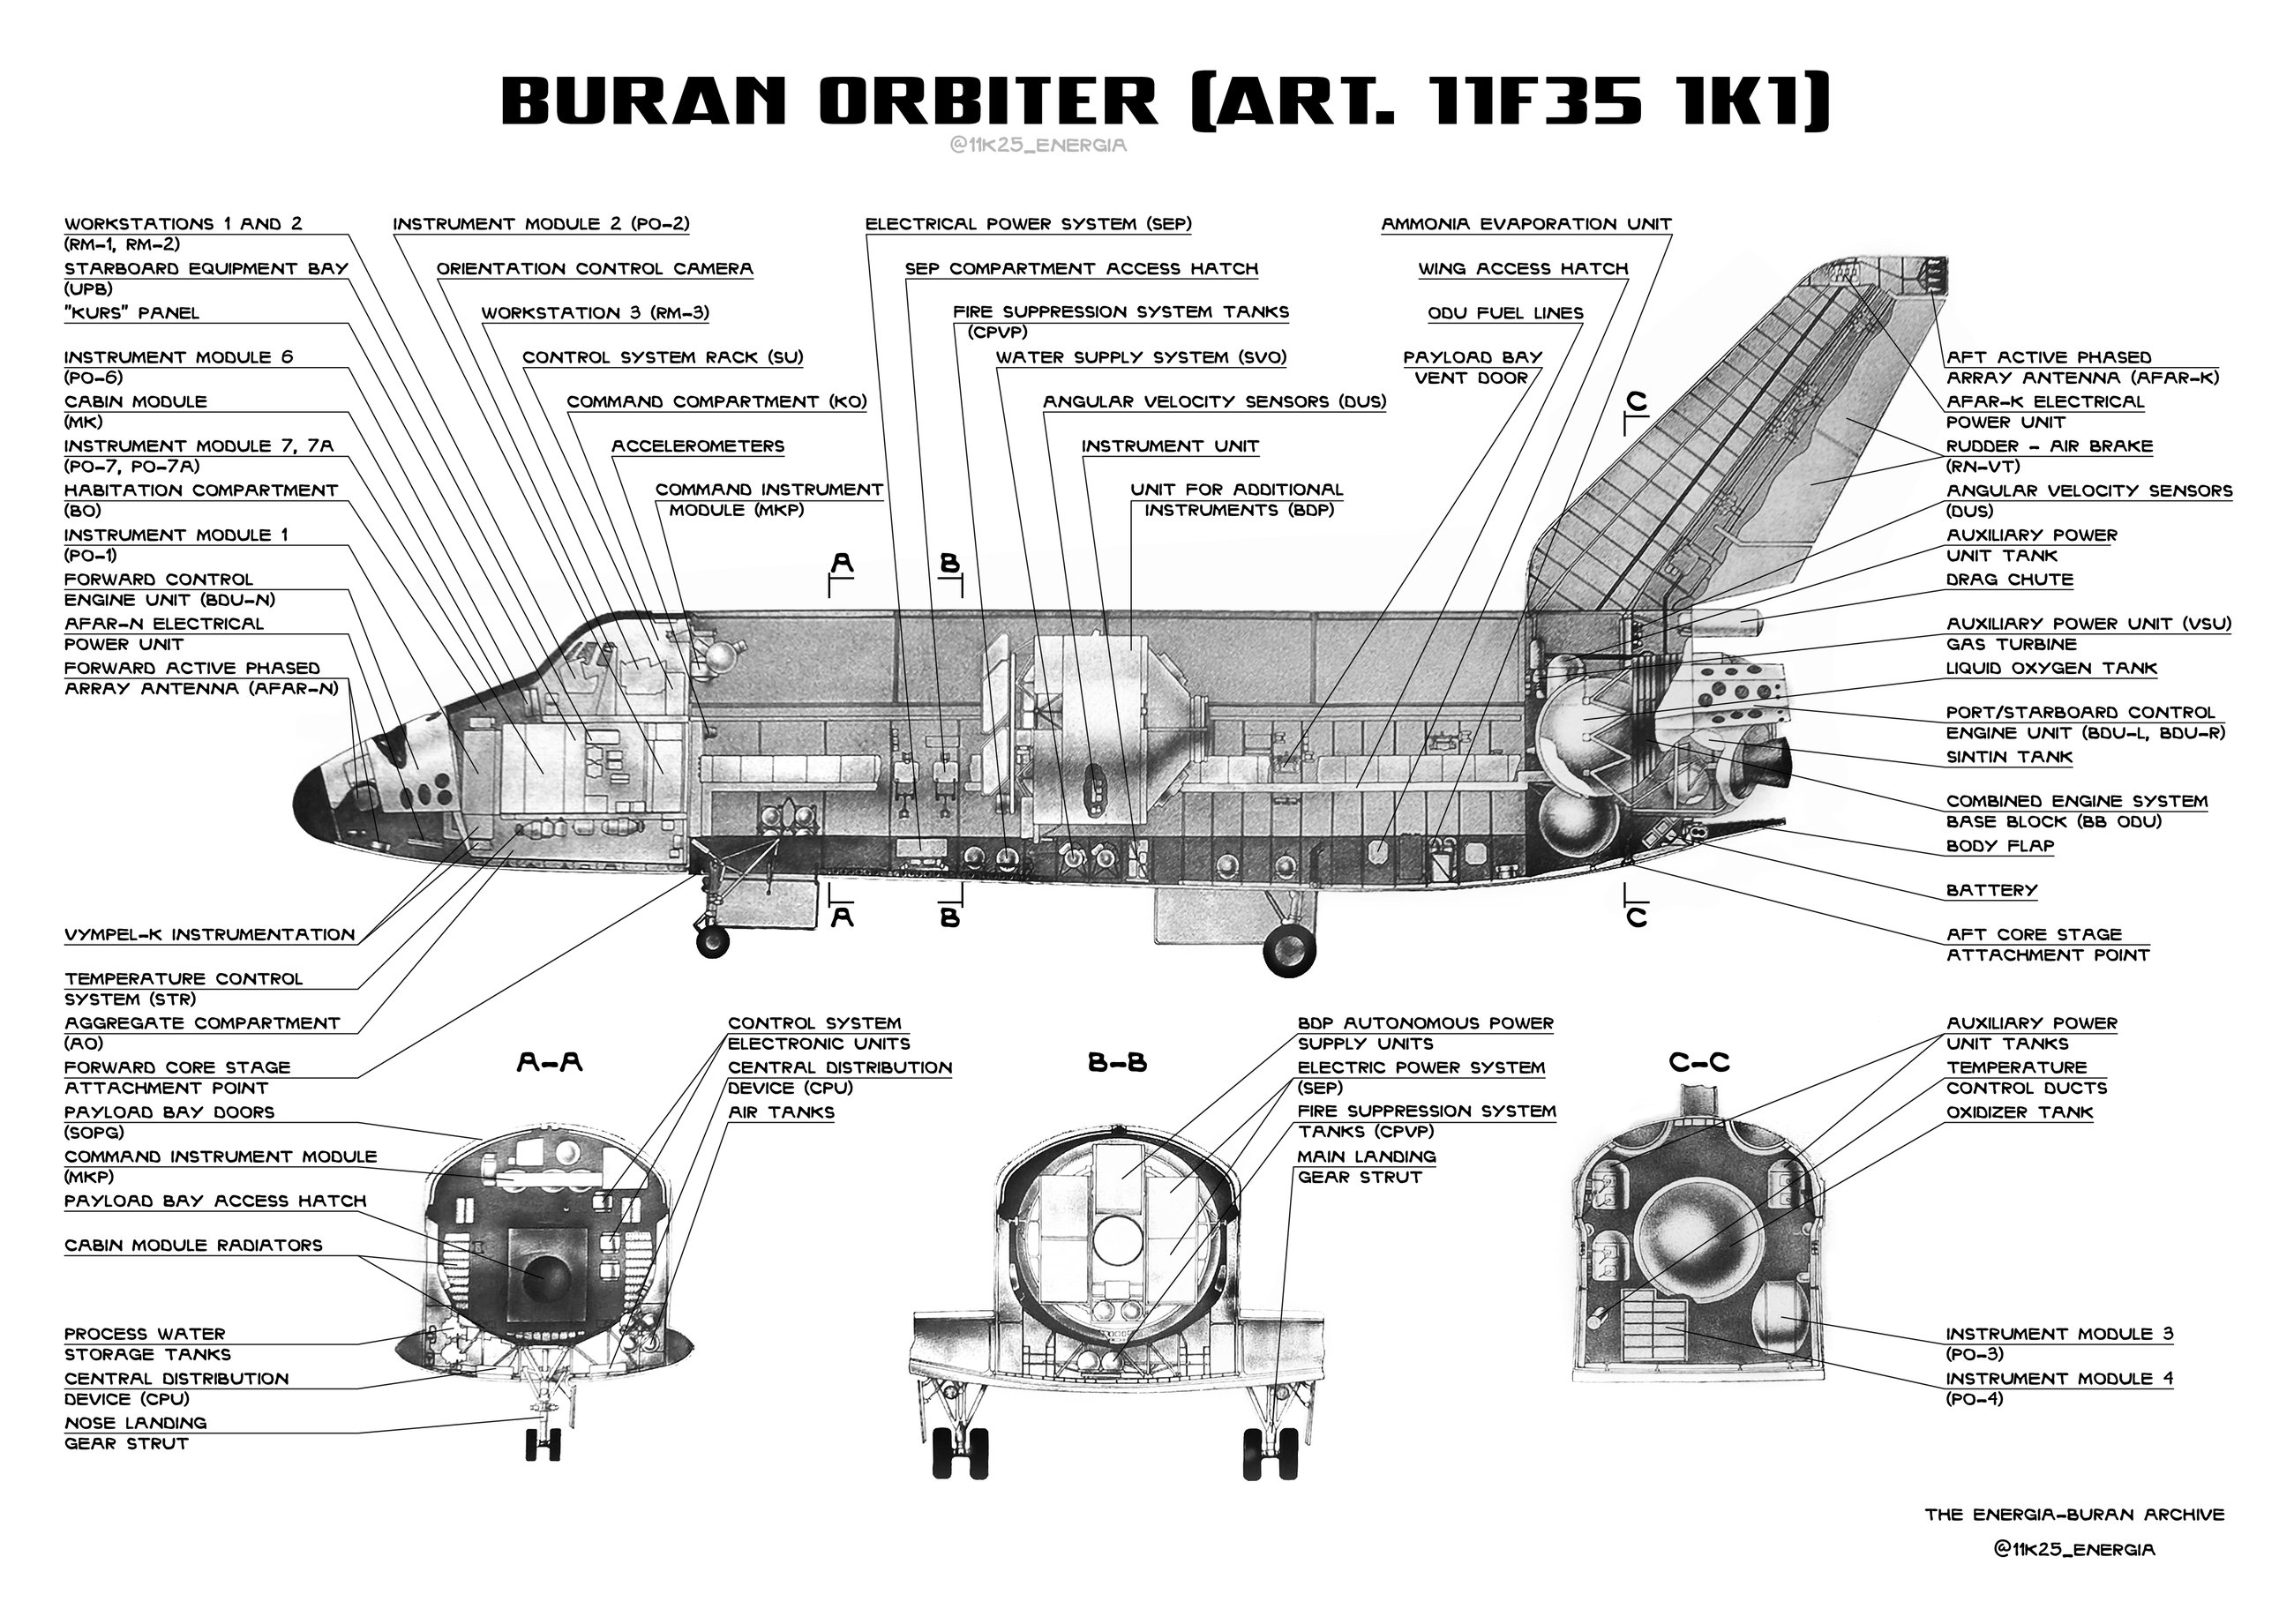 BURAN ORBITER (ART. 11F35 1K1)
@11K25_ENERGIA
WORKSTATIONS 1 AND 2
(RM-1, RM-2)
STARBOARD EQUIPMENT BAY
(UPB)
"KURS" PANEL
INSTRUMENT MODULE 6
(PO-6)
CABIN MODULE
(MK)
INSTRUMENT MODULE 7, 7A
(PO-7, PO-7A)
HABITATION COMPARTMENT
(BO)
INSTRUMENT MODULE 1
(PO-1)
FORWARD CONTROL
ENGINE UNIT (BDU-N)
AFAR-N ELECTRICAL
POWER UNIT
FORWARD ACTIVE PHASED
ARRAY ANTENNA (AFAR-N)
INSTRUMENT MODULE 2 (PO-2)
ORIENTATION CONTROL CAMERA
WORKSTATION 3 (RM-3)
CONTROL SYSTEM RACK (SU)
COMMAND COMPARTMENT (KO)
ACCELEROMETERS
COMMAND INSTRUMENT
MODULE (MKP)
ELECTRICAL POWER SYSTEM (SEP)
SEP COMPARTMENT ACCESS HATCH
FIRE SUPPRESSION SYSTEM TANKS
(CPVP)
WATER SUPPLY SYSTEM (SVO)
ANGULAR VELOCITY SENSORS (DUS)
INSTRUMENT UNIT
UNIT FOR ADDITIONAL
INSTRUMENTS (BDP)
AMMONIA EVAPORATION UNIT
WING ACCESS HATCH
ODU FUEL LINES
PAYLOAD BAY
VENT DOOR
AFT ACTIVE PHASED
ARRAY ANTENNA (AFAR-K)
AFAR-K ELECTRICAL
POWER UNIT
RUDDER - AIR BRAKE
(RN-VT)
ANGULAR VELOCITY SENSORS
(DUS)
AUXILIARY POWER
UNIT TANK
DRAG CHUTE
AUXILIARY POWER UNIT (VSU)
GAS TURBINE
LIQUID OXYGEN TANK
PORT/STARBOARD CONTROL
ENGINE UNIT (BDU-L, BDU-R)
SINTIN TANK
COMBINED ENGINE SYSTEM
BASE BLOCK (BB ODU)
BODY FLAP
BATTERY
AFT CORE STAGE
ATTACHMENT POINT
A
B
C
A
B
C
VYMPEL-K INSTRUMENTATION
TEMPERATURE CONTROL
SYSTEM (STR)
AGGREGATE COMPARTMENT
(AO)
FORWARD CORE STAGE
ATTACHMENT POINT
PAYLOAD BAY DOORS
(SOPG)
COMMAND INSTRUMENT MODULE
(MKP)
PAYLOAD BAY ACCESS HATCH
CABIN MODULE RADIATORS
PROCESS WATER
STORAGE TANKS
CENTRAL DISTRIBUTION
DEVICE (CPU)
NOSE LANDING
GEAR STRUT
A-A
CONTROL SYSTEM
ELECTRONIC UNITS
CENTRAL DISTRIBUTION
DEVICE (CPU)
AIR TANKS
B-B
BDP AUTONOMOUS POWER
SUPPLY UNITS
ELECTRIC POWER SYSTEM
(SEP)
FIRE SUPPRESSION SYSTEM
TANKS (CPVP)
MAIN LANDING
GEAR STRUT
C-C
AUXILIARY POWER
UNIT TANKS
TEMPERATURE
CONTROL DUCTS
OXIDIZER TANK
INSTRUMENT MODULE 3
(PO-3)
INSTRUMENT MODULE 4
(PO-4)
THE ENERGIA-BURAN ARCHIVE
@11K25_ENERGIA